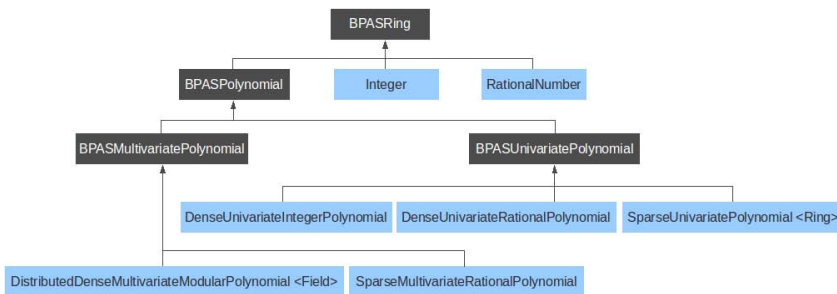 BPASRing
BPASPolynomial
Integer
RationalNumber
BPASMultivariatePolynomial
BPASUnivariatePolynomial
DenseUnivariateIntegerPolynomial
DenseUnivariateRationalPolynomial
SparseUnivariatePolynomial <Ring>
DistributedDenseMultivariateModularPolynomial <Field>
SparseMultivariateRationalPolynomial